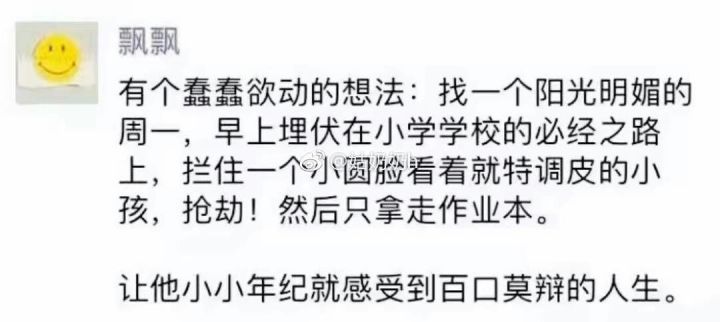 飘飘
有个蠢蠢欲动的想法：找一个阳光明媚的
周一，早上埋伏在小学学校的必经之路
上，拦住一个小圆脸看着就特调皮的小
孩，抢劫！然后只拿走作业本。
让他小小年纪就感受到百口莫辩的人生。